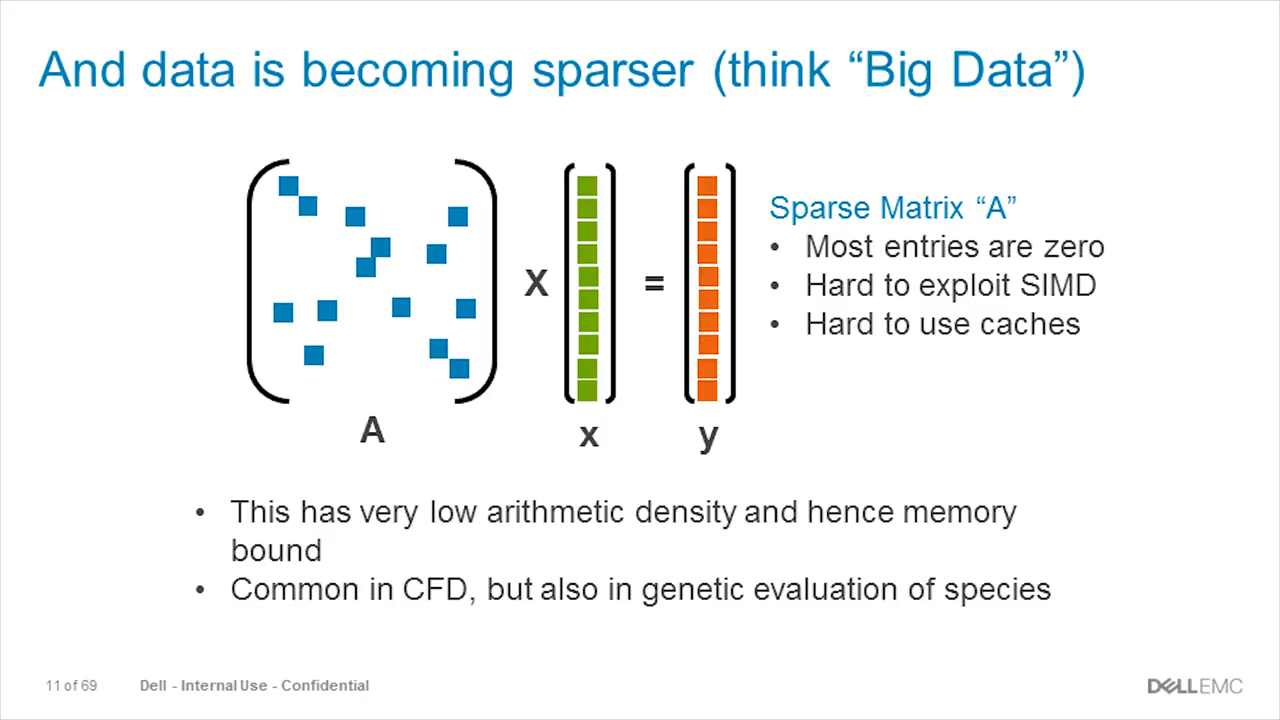 And data is becoming sparser (think “Big Data”)
X
=
A
x
y
Sparse Matrix “A”
• Most entries are zero
• Hard to exploit SIMD
• Hard to use caches
• This has very low arithmetic density and hence memory
bound
• Common in CFD, but also in genetic evaluation of species
11 of 69
Dell - Internal Use - Confidential
DELLEMC